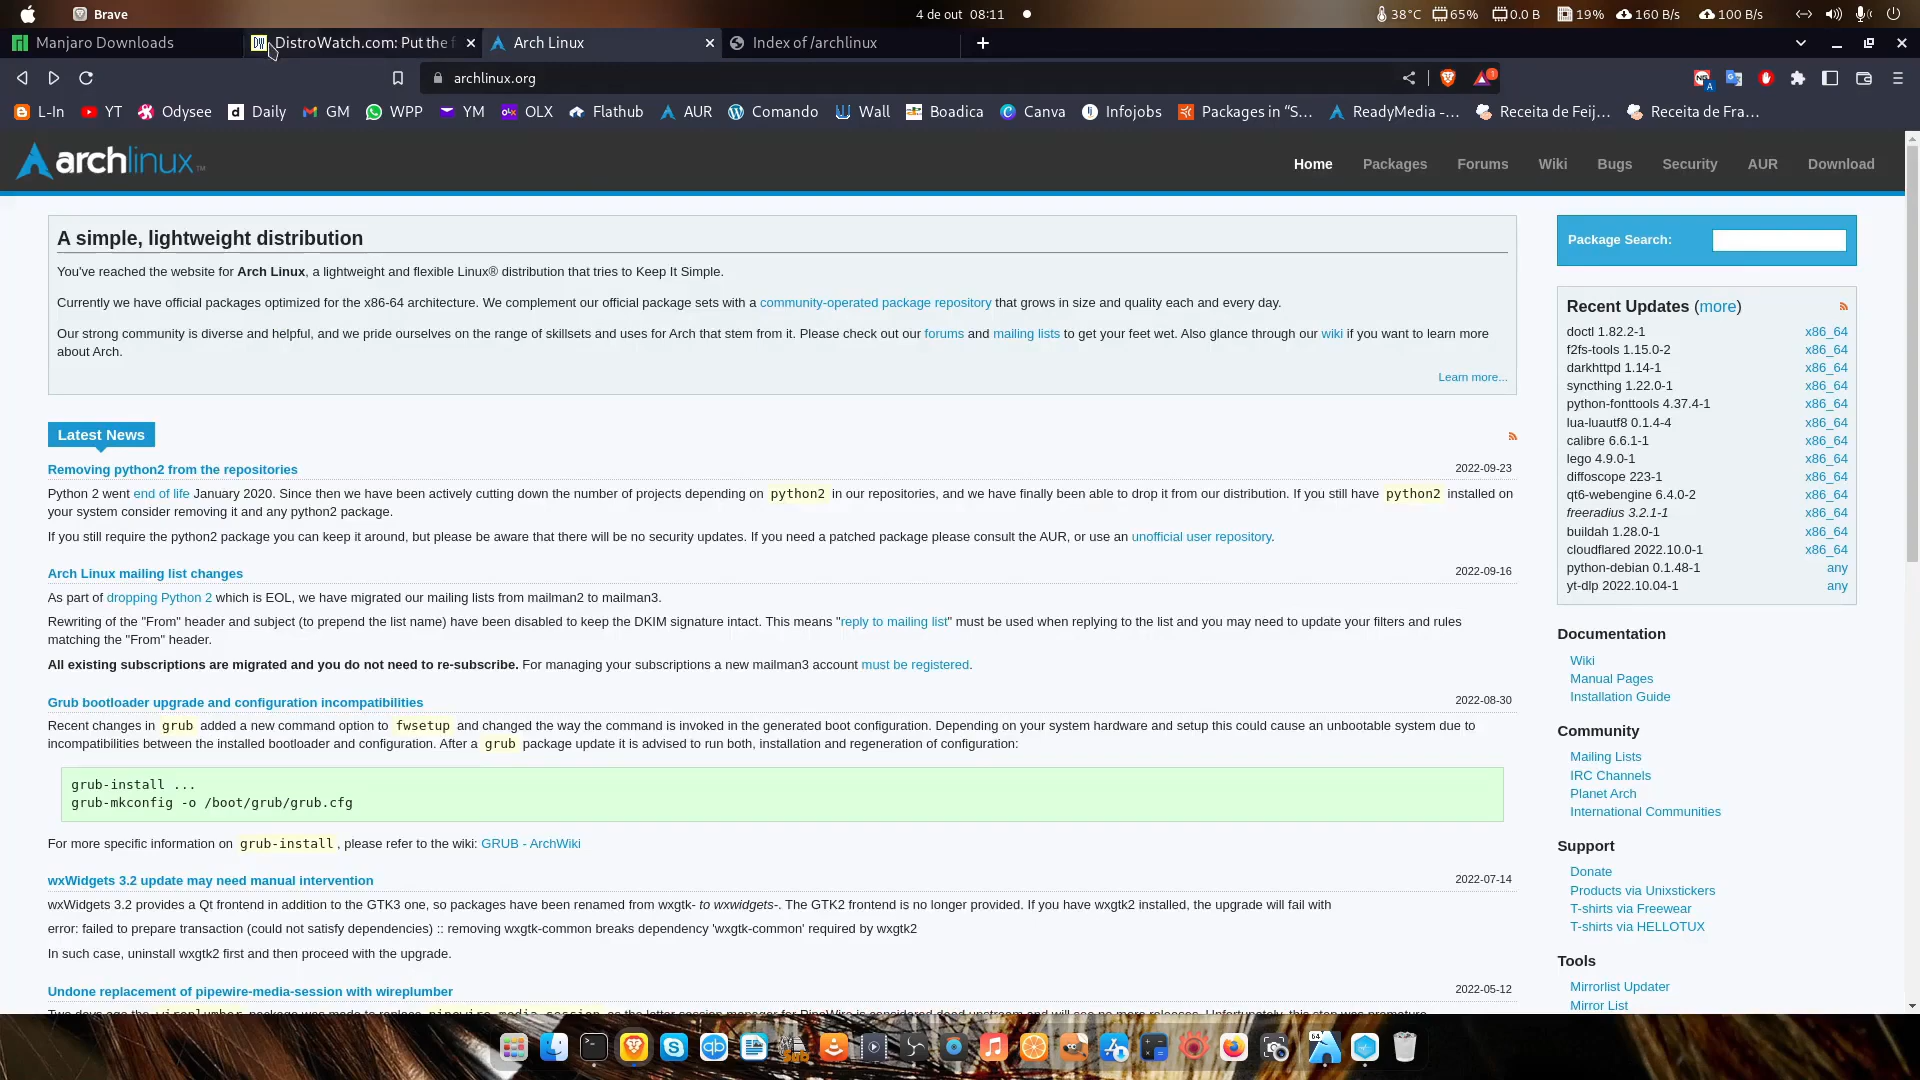 Brave
4 de out 08:11
38°C 65% 0.0 B 19% 160 B/s 100 B/s
Manjaro Downloads
DistroWatch.com: Put the f
Arch Linux
Index of /archlinux
archlinux.org
L-In YT Odysee Daily GM WPP YM OLX Flathub AUR Comando Wall Boadica Canva Infojobs Packages in “S... ReadyMedia -... Receita de Feij... Receita de Fra...
archlinux™
Home Packages Forums Wiki Bugs Security AUR Download
A simple, lightweight distribution
You've reached the website for Arch Linux, a lightweight and flexible Linux® distribution that tries to Keep It Simple.
Currently we have official packages optimized for the x86-64 architecture. We complement our official package sets with a community-operated package repository that grows in size and quality each and every day.
Our strong community is diverse and helpful, and we pride ourselves on the range of skillsets and uses for Arch that stem from it. Please check out our forums and mailing lists to get your feet wet. Also glance through our wiki if you want to learn more
about Arch.
Learn more...
Latest News
Removing python2 from the repositories 2022-09-23
Python 2 went end of life January 2020. Since then we have been actively cutting down the number of projects depending on python2 in our repositories, and we have finally been able to drop it from our distribution. If you still have python2 installed on
your system consider removing it and any python2 package.
If you still require the python2 package you can keep it around, but please be aware that there will be no security updates. If you need a patched package please consult the AUR, or use an unofficial user repository.
Arch Linux mailing list changes 2022-09-16
As part of dropping Python 2 which is EOL, we have migrated our mailing lists from mailman2 to mailman3.
Rewriting of the "From" header and subject (to prepend the list name) have been disabled to keep the DKIM signature intact. This means "reply to mailing list" must be used when replying to the list and you may need to update your filters and rules
matching the "From" header.
All existing subscriptions are migrated and you do not need to re-subscribe. For managing your subscriptions a new mailman3 account must be registered.
Grub bootloader upgrade and configuration incompatibilities 2022-08-30
Recent changes in grub added a new command option to fwsetup and changed the way the command is invoked in the generated boot configuration. Depending on your system hardware and setup this could cause an unbootable system due to
incompatibilities between the installed bootloader and configuration. After a grub package update it is advised to run both, installation and regeneration of configuration:
grub-install ...
grub-mkconfig -o /boot/grub/grub.cfg
For more specific information on grub-install, please refer to the wiki: GRUB - ArchWiki
wxWidgets 3.2 update may need manual intervention 2022-07-14
wxWidgets 3.2 provides a Qt frontend in addition to the GTK3 one, so packages have been renamed from wxgtk- to wxwidgets-. The GTK2 frontend is no longer provided. If you have wxgtk2 installed, the upgrade will fail with
error: failed to prepare transaction (could not satisfy dependencies) :: removing wxgtk-common breaks dependency 'wxgtk-common' required by wxgtk2
In such case, uninstall wxgtk2 first and then proceed with the upgrade.
Undone replacement of pipewire-media-session with wireplumber 2022-05-12
Package Search:
Recent Updates (more)
doctl 1.82.2-1 x86_64
f2fs-tools 1.15.0-2 x86_64
darkhttpd 1.14-1 x86_64
syncthing 1.22.0-1 x86_64
python-fonttools 4.37.4-1 x86_64
lua-luautf8 0.1.4-4 x86_64
calibre 6.6.1-1 x86_64
lego 4.9.0-1 x86_64
diffoscope 223-1 x86_64
qt6-webengine 6.4.0-2 x86_64
freeradius 3.2.1-1 x86_64
buildah 1.28.0-1 x86_64
cloudflared 2022.10.0-1 x86_64
python-debian 0.1.48-1 any
yt-dlp 2022.10.04-1 any
Documentation
Wiki
Manual Pages
Installation Guide
Community
Mailing Lists
IRC Channels
Planet Arch
International Communities
Support
Donate
Products via Unixstickers
T-shirts via Freewear
T-shirts via HELLOTUX
Tools
Mirrorlist Updater
Mirror List